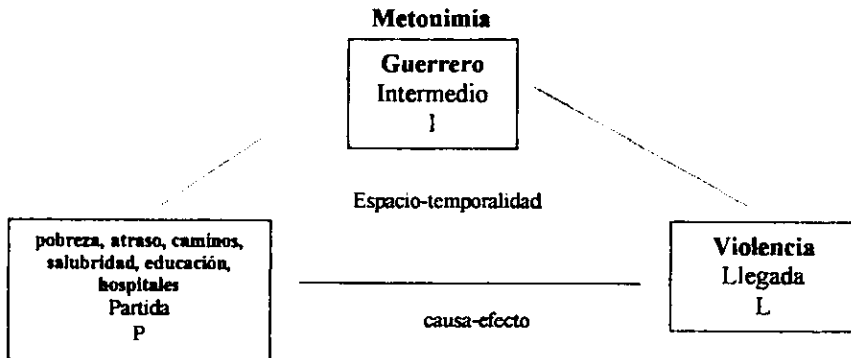 Metonimia
Guerrero
Intermedio
I
Espacio-temporalidad
pobreza, atraso, caminos,
salubridad, educación,
hospitales
Partida
P
Violencia
Llegada
L
causa-efecto